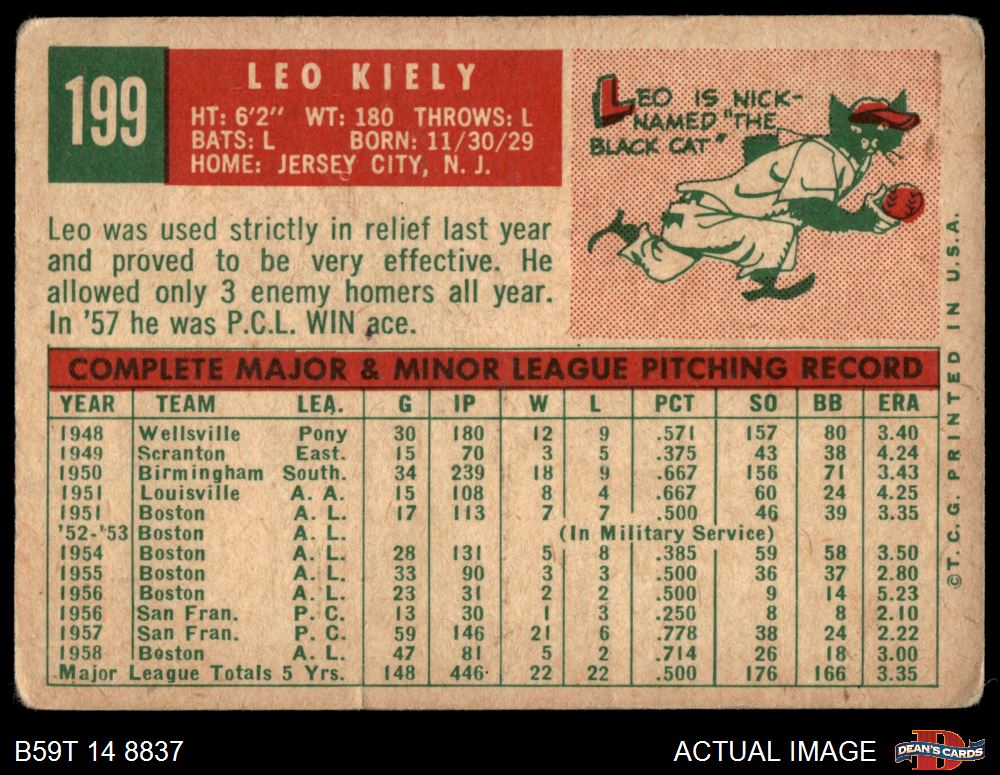 199
LEO KIELY
HT: 6'2" WT: 180 THROWS: L
BATS: L BORN: 11/30/29
HOME: JERSEY CITY, N. J.
LEO IS NICK-
NAMED "THE
BLACK CAT"
Leo was used strictly in relief last year
and proved to be very effective. He
allowed only 3 enemy homers all year.
In '57 he was P.C.L. WIN ace.
COMPLETE MAJOR & MINOR LEAGUE PITCHING RECORD
YEAR TEAM LEA. G IP W L PCT SO BB ERA
1948 Wellsville Pony 30 180 12 9 .571 157 80 3.40
1949 Scranton East. 15 70 3 5 .375 43 38 4.24
1950 Birmingham South. 34 239 18 9 .667 156 71 3.43
1951 Louisville A. A. 15 108 8 4 .667 60 24 4.25
1951 Boston A. L. 17 113 7 7 .500 46 39 3.35
'52-'53 Boston A. L. (In Military Service)
1954 Boston A. L. 28 131 5 8 .385 59 58 3.50
1955 Boston A. L. 33 90 3 3 .500 36 37 2.80
1956 Boston A. L. 23 31 2 2 .500 9 14 5.23
1956 San Fran. P. C. 13 30 1 3 .250 8 8 2.10
1957 San Fran. P. C. 59 146 21 6 .778 38 24 2.22
1958 Boston A. L. 47 81 5 2 .714 26 18 3.00
Major League Totals 5 Yrs. 148 446 22 22 .500 176 166 3.35
©T. C. G. PRINTED IN U.S.A.
B59T 14 8837
ACTUAL IMAGE
DEAN'S CARDS